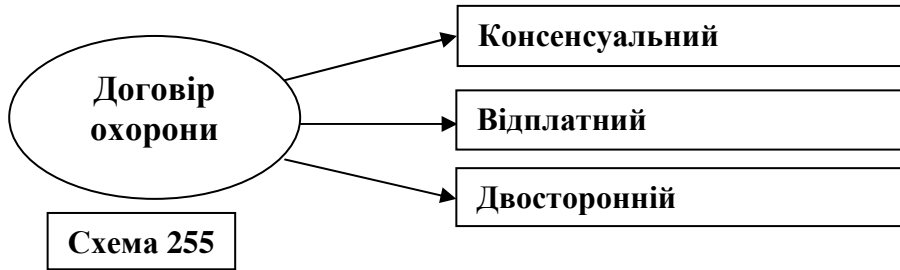 Договір
охорони
Консенсуальний
Відплатний
Двосторонній
Схема 255